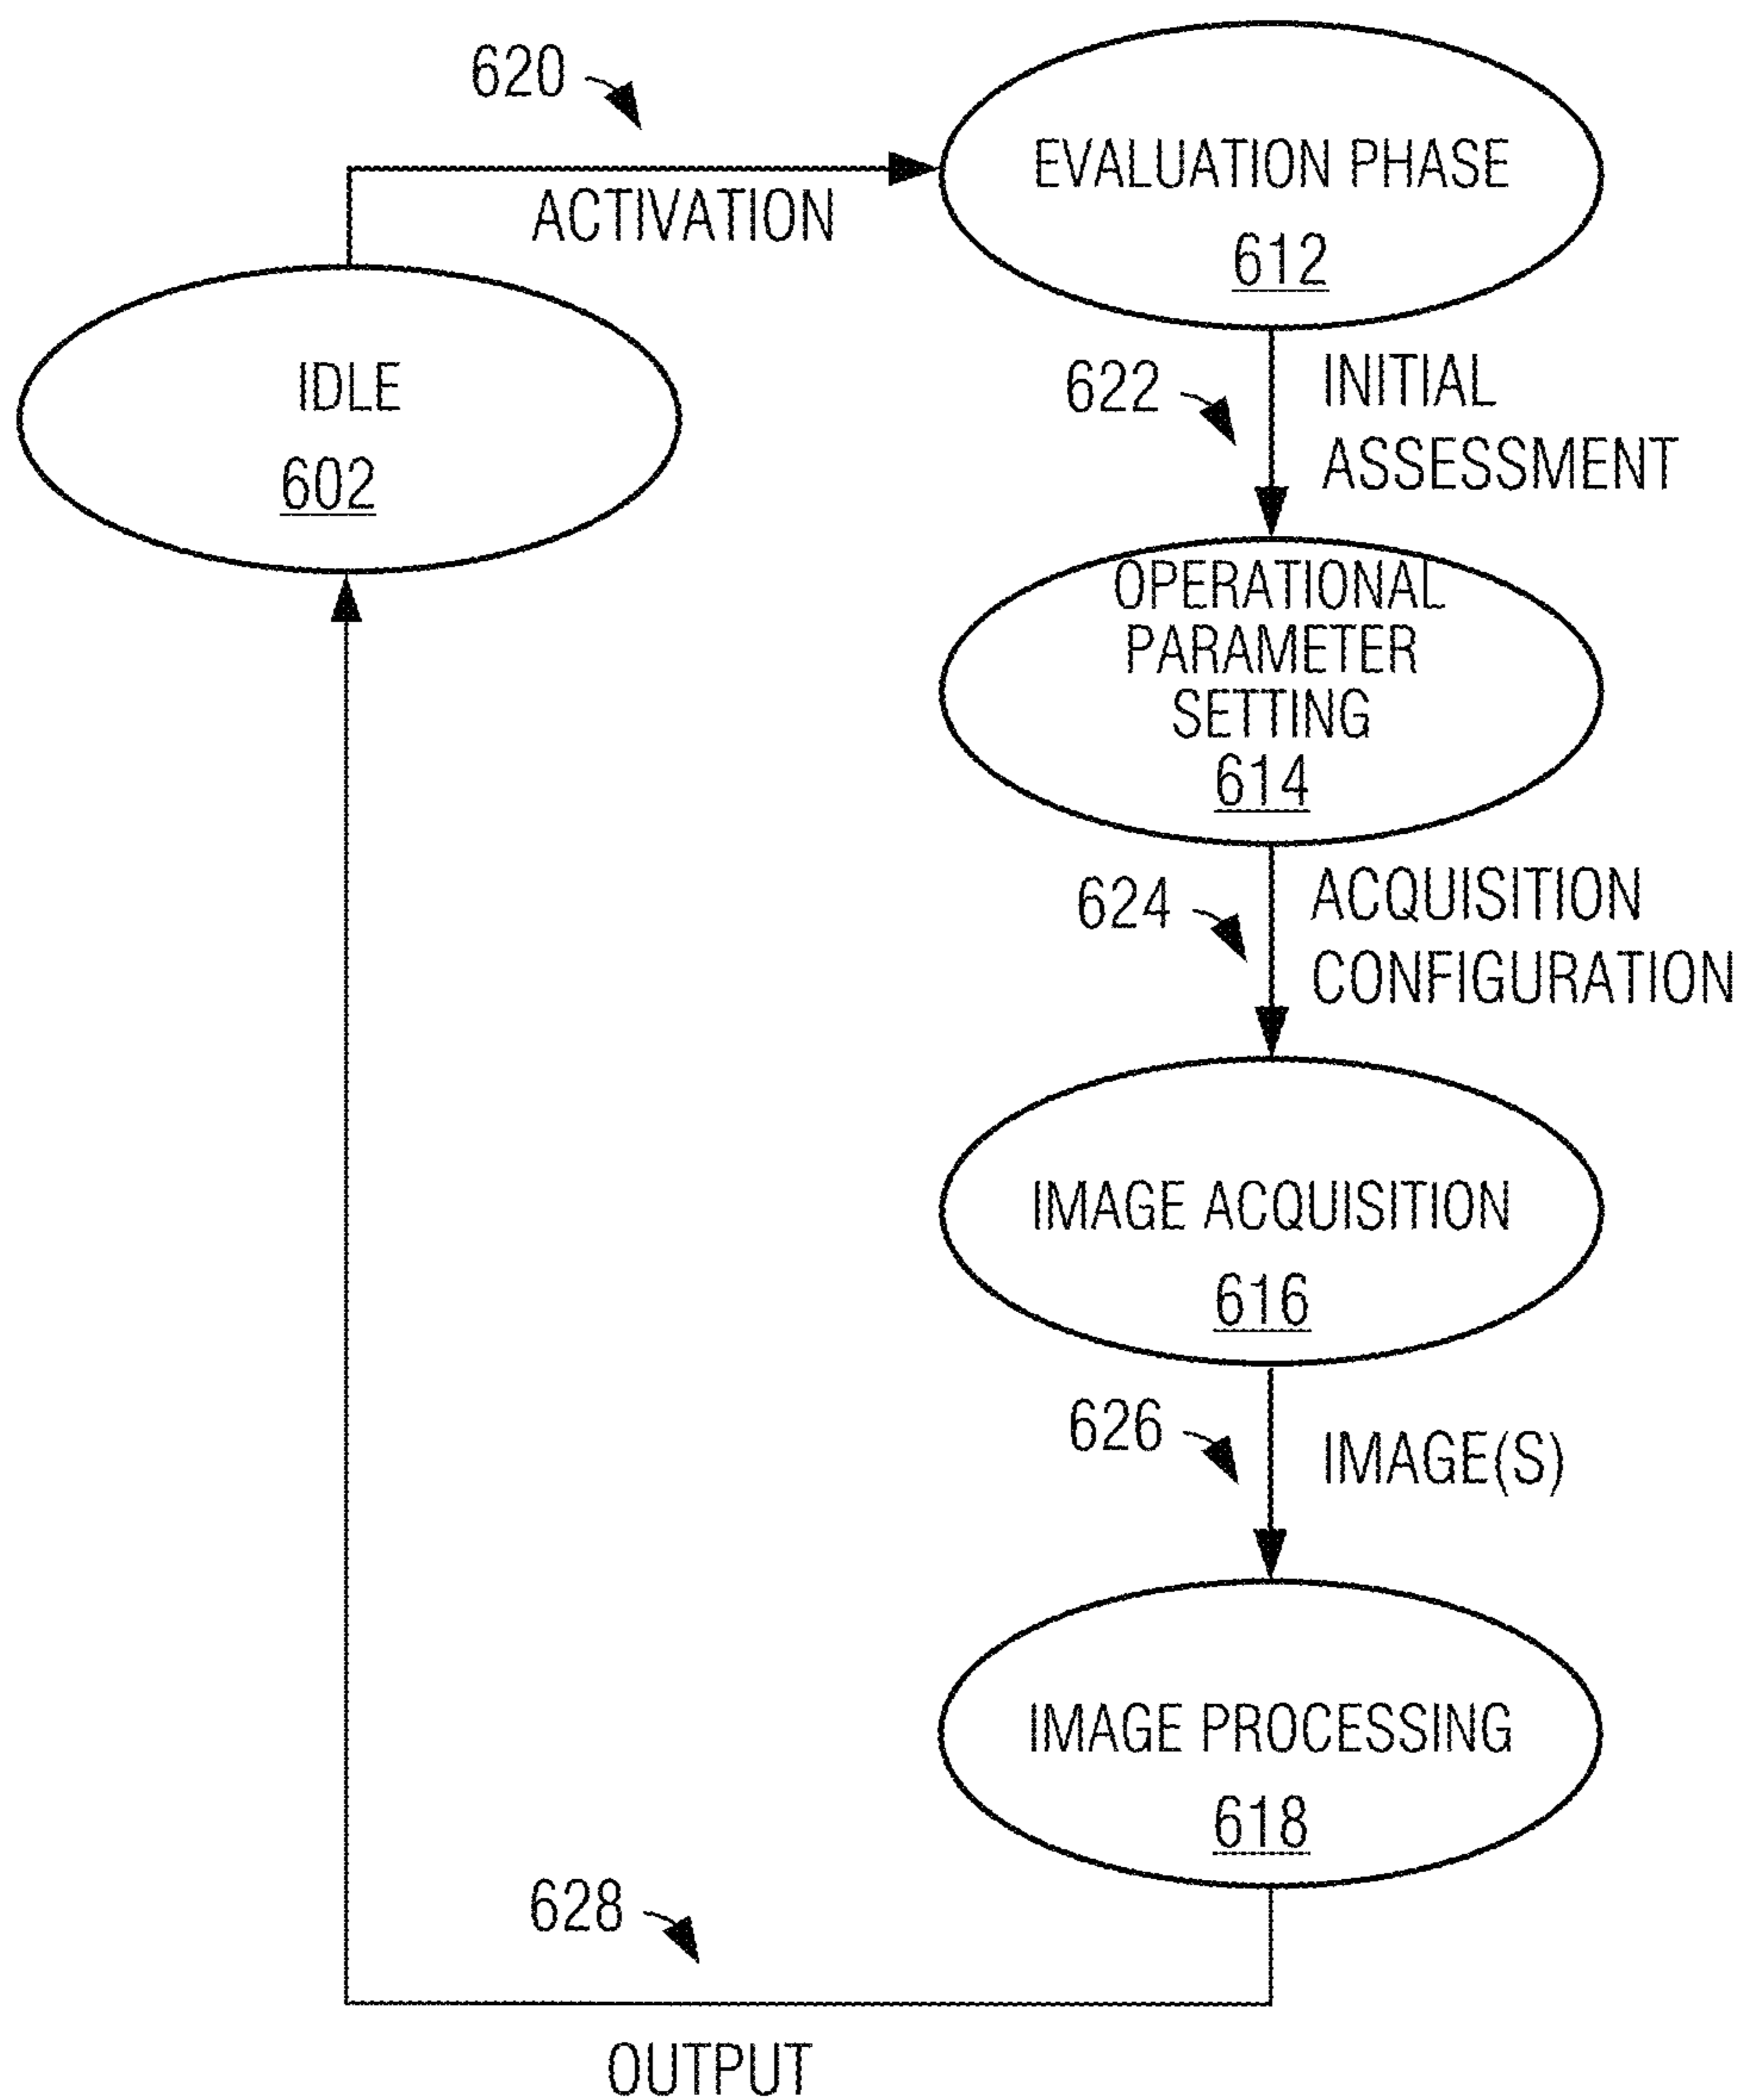 620
ACTIVATION
EVALUATION PHASE
612
IDLE
602
622
INITIAL
ASSESSMENT
OPERATIONAL
PARAMETER
SETTING
614
624
ACQUISITION
CONFIGURATION
IMAGE ACQUISITION
616
626
IMAGE(S)
IMAGE PROCESSING
618
628
OUTPUT